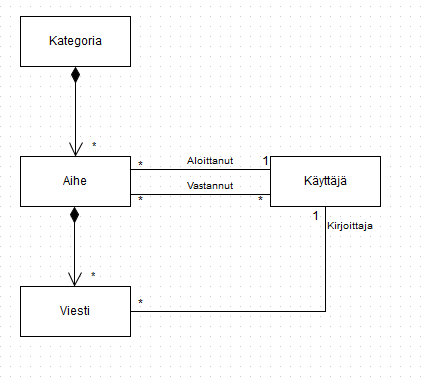 Kategoria
*
Aihe
*
Aloittanut
1
Vastannut
*
*
Käyttäjä
1
Kirjoittaja
*
Viesti
*